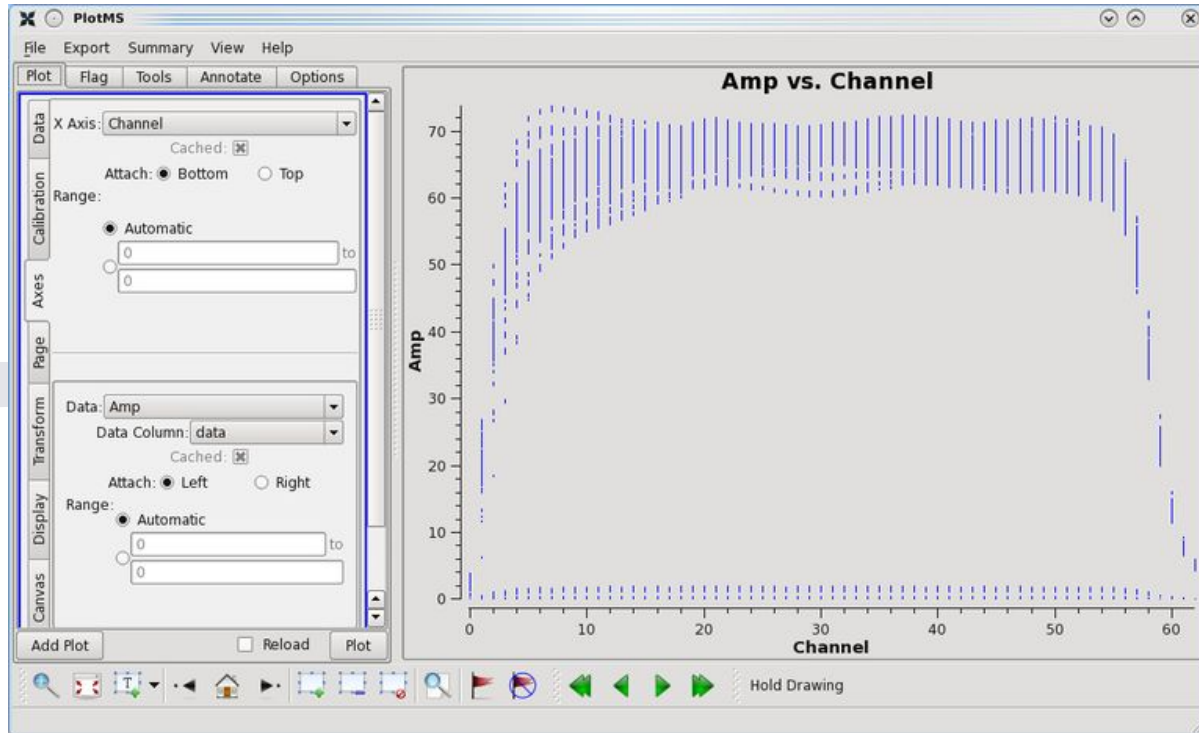 PlotMS
File Export Summary View Help
Plot Flag Tools Annotate Options
Data
Calibration
Axes
Page
Transform
Display
Canvas
X Axis: Channel
Cached:
Attach: Bottom Top
Range:
Automatic
0 to
0
Data: Amp
Data Column: data
Cached:
Attach: Left Right
Range:
Automatic
0 to
0
Add Plot Reload Plot
Amp vs. Channel
Amp
70
60
50
40
30
20
10
0
0 10 20 30 40 50 60
Channel
T
Hold Drawing